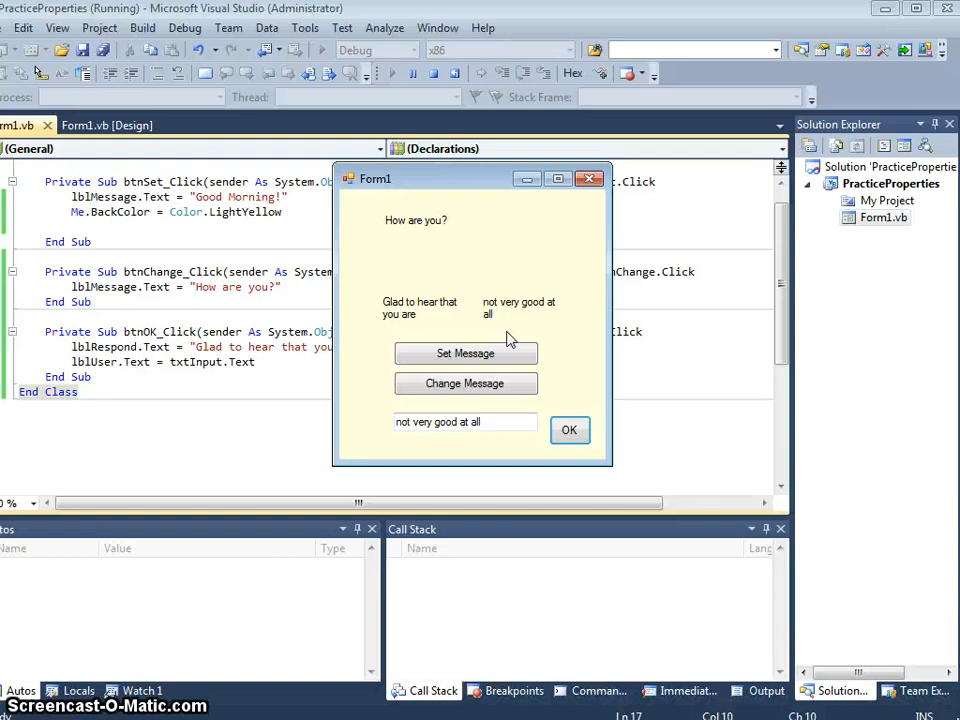 PracticeProperties (Running) - Microsoft Visual Studio (Administrator)
Edit View Project Build Debug Team Data Tools Test Analyze Window Help
Debug x86
Hex
Process: Thread: Stack Frame:
Form1.vb Form1.vb [Design]
(General) (Declarations)
Private Sub btnSet_Click(sender As System.Ob Click
lblMessage.Text = "Good Morning!"
Me.BackColor = Color.LightYellow
End Sub
Private Sub btnChange_Click(sender As System nChange.Click
lblMessage.Text = "How are you?"
End Sub
Private Sub btnOK_Click(sender As System.Obj lick
lblRespond.Text = "Glad to hear that you
lblUser.Text = txtInput.Text
End Sub
End Class
Form1
How are you?
Glad to hear that
you are
not very good at
all
Set Message
Change Message
not very good at all
OK
Solution Explorer
Solution 'PracticePropertie
PracticeProperties
My Project
Form1.vb
0 %
tos
Name Value Type
Call Stack
Name Lang
Autos Locals Watch 1
Call Stack Breakpoints Comman... Immediat... Output
Solution... Team Ex...
Ready Ln 17 Col 10 Ch 10 INS
Screencast-O-Matic.com